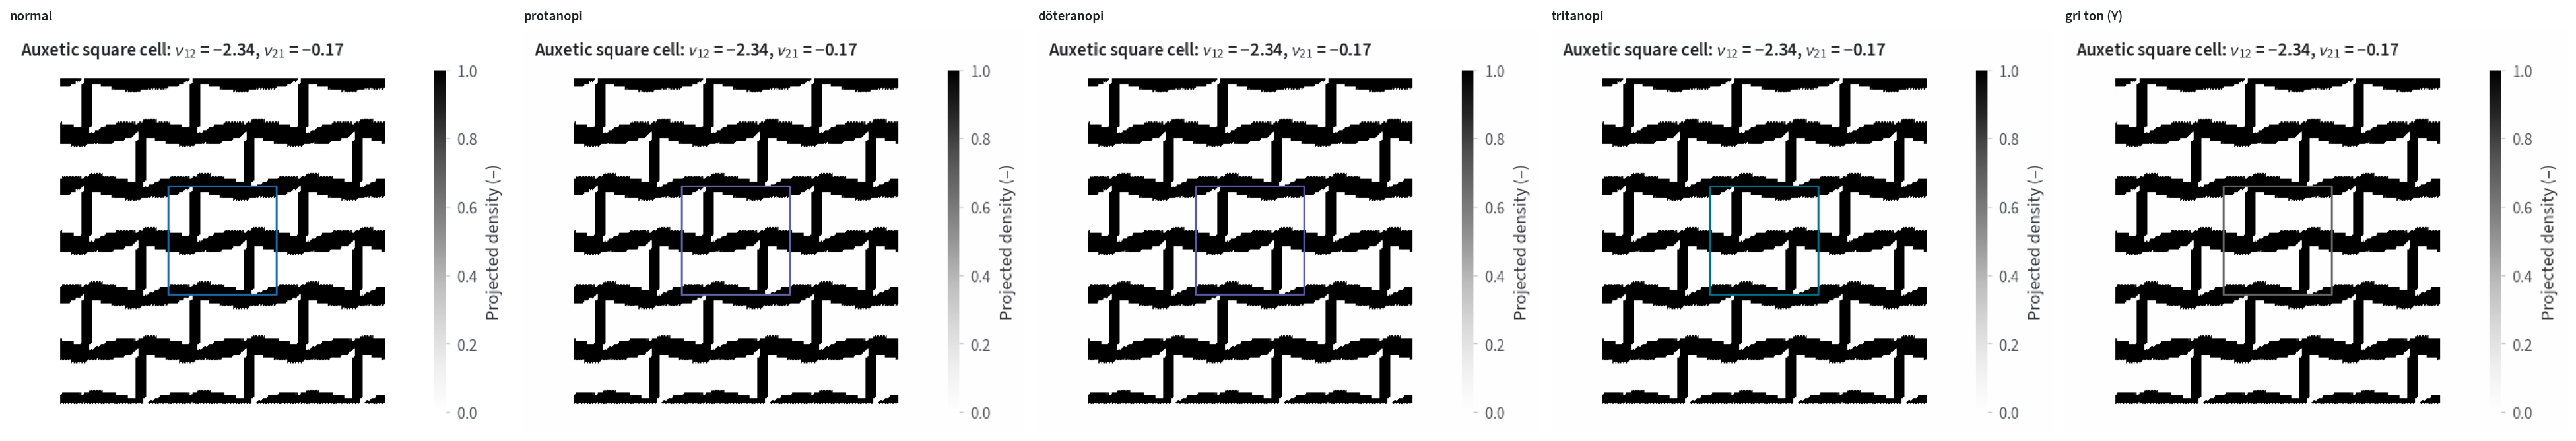 normal
Auxetic square cell: ν12 = −2.34, ν21 = −0.17
1.0
0.8
0.6
0.4
0.2
0.0
Projected density (−)
protanopi
Auxetic square cell: ν12 = −2.34, ν21 = −0.17
1.0
0.8
0.6
0.4
0.2
0.0
Projected density (−)
döteranopi
Auxetic square cell: ν12 = −2.34, ν21 = −0.17
1.0
0.8
0.6
0.4
0.2
0.0
Projected density (−)
tritanopi
Auxetic square cell: ν12 = −2.34, ν21 = −0.17
1.0
0.8
0.6
0.4
0.2
0.0
Projected density (−)
gri ton (Y)
Auxetic square cell: ν12 = −2.34, ν21 = −0.17
1.0
0.8
0.6
0.4
0.2
0.0
Projected density (−)